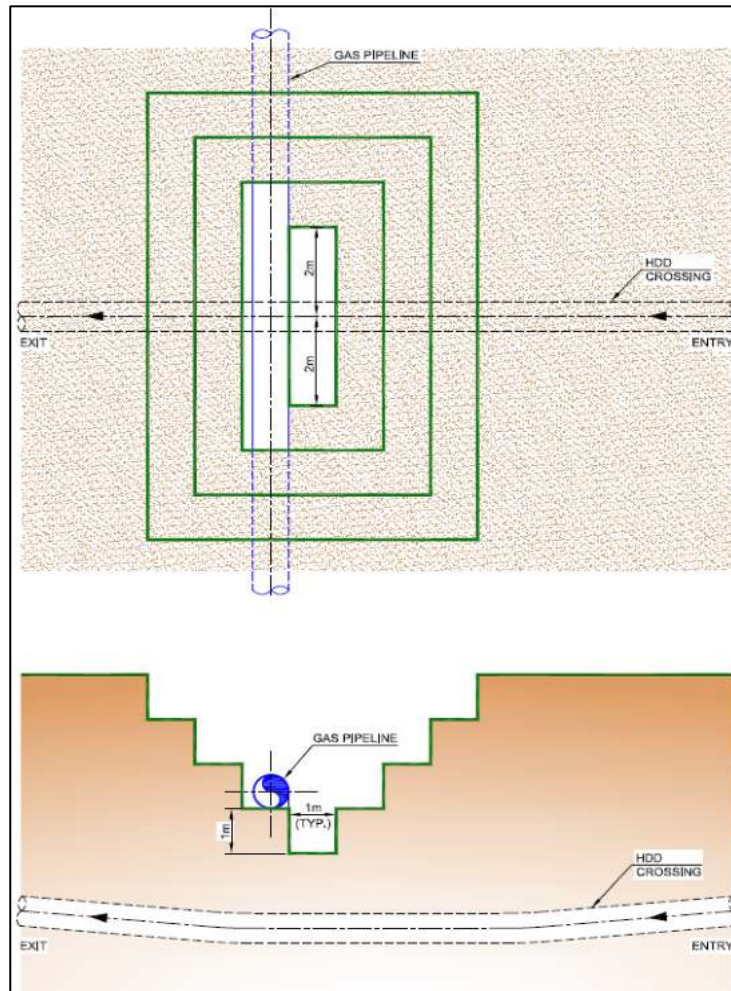 GAS PIPELINE
2m
HDD
CROSSING
EXIT
ENTRY
2m
GAS PIPELINE
1m
(TYP.)
1m
HDD
CROSSING
EXIT
ENTRY